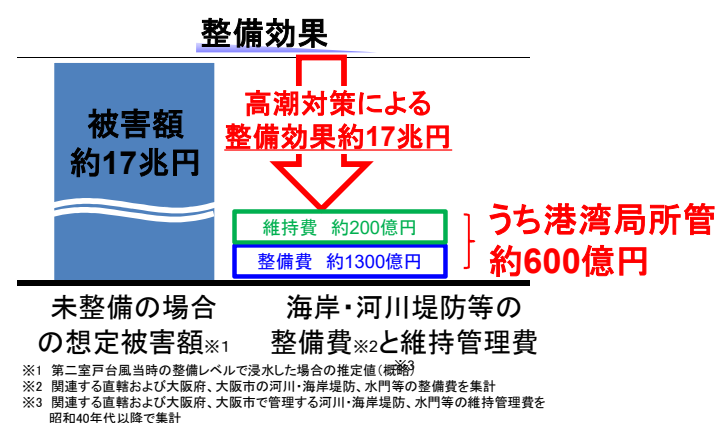 整備効果
被害額
約17兆円
高潮対策による
整備効果約17兆円
維持費 約200億円
整備費 約1300億円
うち港湾局所管
約600億円
未整備の場合
の想定被害額※1
海岸・河川堤防等の
整備費※2と維持管理費
※3
※1 第二室戸台風当時の整備レベルで浸水した場合の推定値(概略)
※2 関連する直轄および大阪府、大阪市の河川・海岸堤防、水門等の整備費を集計
※3 関連する直轄および大阪府、大阪市で管理する河川・海岸堤防、水門等の維持管理費を
昭和40年代以降で集計